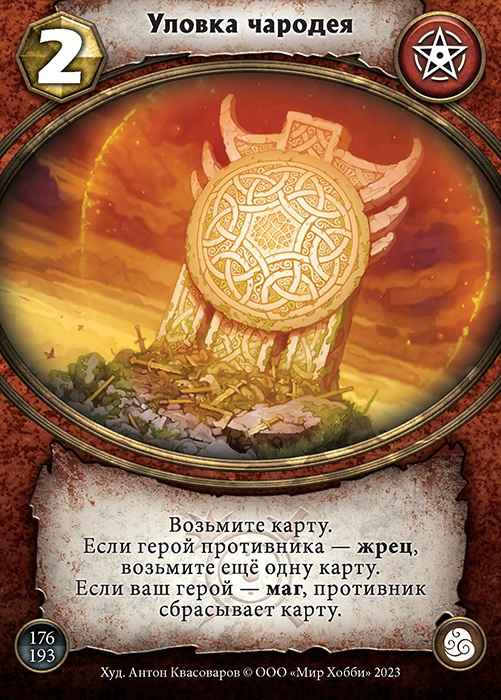 Уловка чародея
2
Возьмите карту.
Если герой противника — жрец,
возьмите ещё одну карту.
Если ваш герой — маг, противник
сбрасывает карту.
176
193
Худ. Антон Квасоваров © ООО «Мир Хобби» 2023